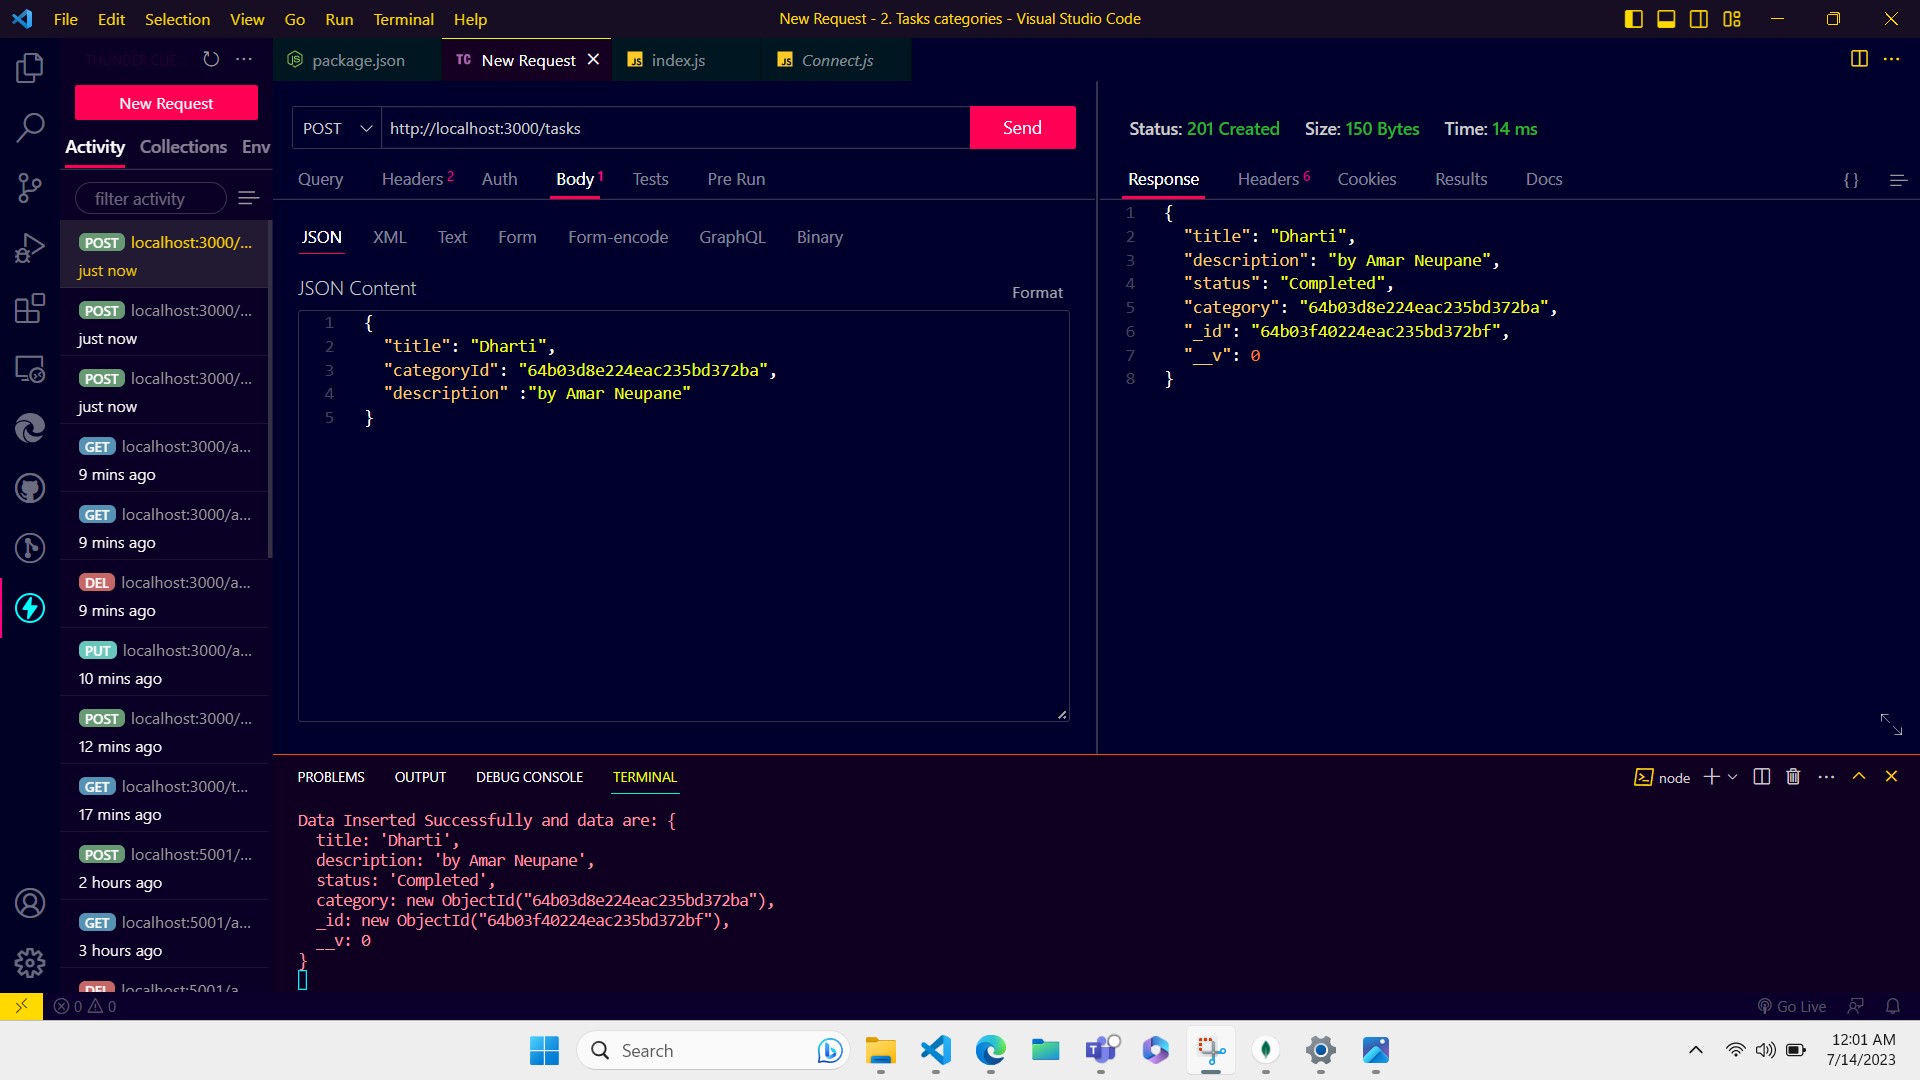 File Edit Selection View Go Run Terminal Help
New Request - 2. Tasks categories - Visual Studio Code
THUNDER CLIE...
New Request
Activity Collections Env
filter activity
POST localhost:3000/...
just now
POST localhost:3000/...
just now
POST localhost:3000/...
just now
GET localhost:3000/a...
9 mins ago
GET localhost:3000/a...
9 mins ago
DEL localhost:3000/a...
9 mins ago
PUT localhost:3000/a...
10 mins ago
POST localhost:3000/...
12 mins ago
GET localhost:3000/t...
17 mins ago
POST localhost:5001/...
2 hours ago
GET localhost:5001/a...
3 hours ago
DEL localhost:5001/a...
JS package.json
TC New Request
JS index.js
JS Connect.js
POST http://localhost:3000/tasks Send
Query Headers 2 Auth Body 1 Tests Pre Run
JSON XML Text Form Form-encode GraphQL Binary
JSON Content
Format
1 {
2 "title": "Dharti",
3 "categoryId": "64b03d8e224eac235bd372ba",
4 "description" :"by Amar Neupane"
5 }
Status: 201 Created Size: 150 Bytes Time: 14 ms
Response Headers 6 Cookies Results Docs { }
1 {
2 "title": "Dharti",
3 "description": "by Amar Neupane",
4 "status": "Completed",
5 "category": "64b03d8e224eac235bd372ba",
6 "_id": "64b03f40224eac235bd372bf",
7 "__v": 0
8 }
PROBLEMS OUTPUT DEBUG CONSOLE TERMINAL
node
Data Inserted Successfully and data are: {
title: 'Dharti',
description: 'by Amar Neupane',
status: 'Completed',
category: new ObjectId("64b03d8e224eac235bd372ba"),
_id: new ObjectId("64b03f40224eac235bd372bf"),
__v: 0
}
0 0
Go Live
Search
12:01 AM
7/14/2023